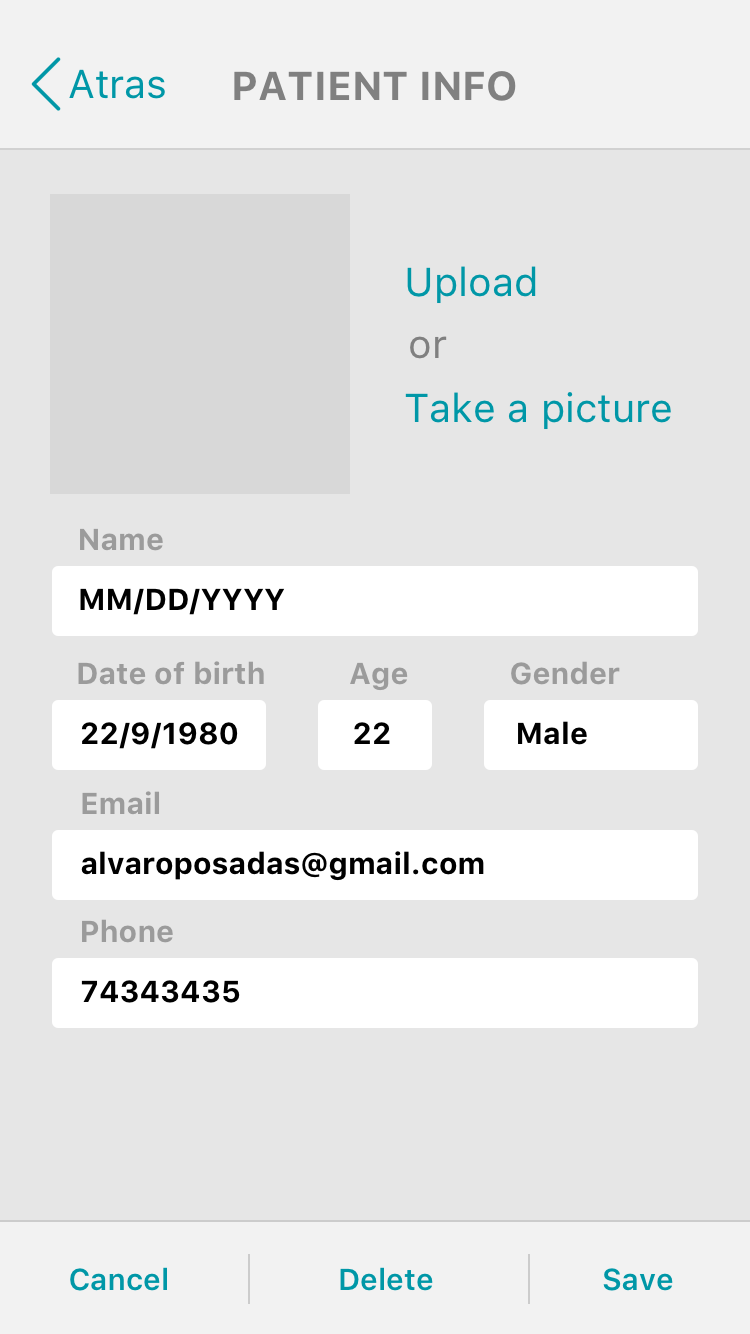 Atras PATIENT INFO
Upload
or
Take a picture
Name
MM/DD/YYYY
Date of birth Age Gender
22/9/1980 22 Male
Email
alvaroposadas@gmail.com
Phone
74343435
Cancel Delete Save